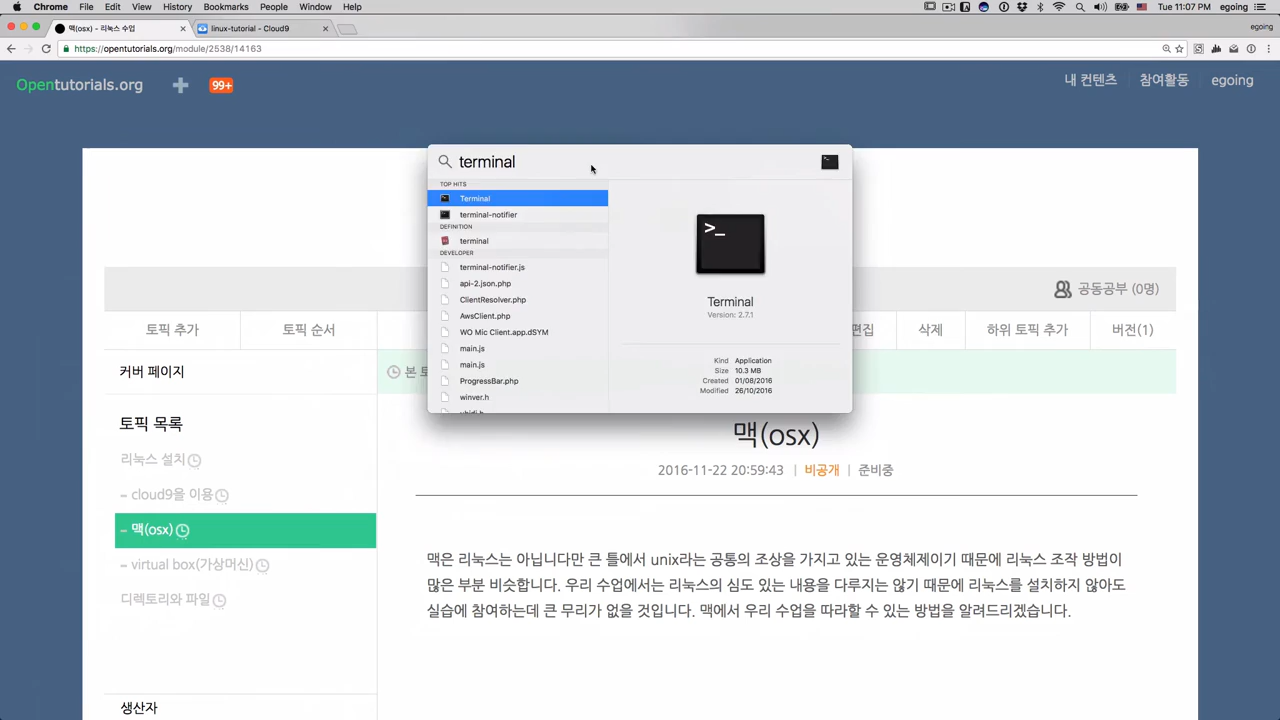 Chrome File Edit View History Bookmarks People Window Help Tue 11:07 PM egoing
맥(osx) - 리눅스 수업 linux-tutorial - Cloud9 egoing
https://opentutorials.org/module/2538/14163
Opentutorials.org 99+ 내 컨텐츠 참여활동 egoing
terminal
TOP HITS
Terminal
terminal-notifier
DEFINITION
terminal
DEVELOPER
terminal-notifier.js
api-2.json.php
ClientResolver.php
AwsClient.php
WO Mic Client.app.dSYM
main.js
main.js
ProgressBar.php
winver.h
Terminal
Version: 2.7.1
Kind Application
Size 10.3 MB
Created 01/08/2016
Modified 26/10/2016
공동공부 (0명)
토픽 추가 토픽 순서 편집 삭제 하위 토픽 추가 버전(1)
커버 페이지
본
토픽 목록
리눅스 설치
– cloud9을 이용
– 맥(osx)
– virtual box(가상머신)
디렉토리와 파일
생산자
맥(osx)
2016-11-22 20:59:43 | 비공개 | 준비중
맥은 리눅스는 아닙니다만 큰 틀에서 unix라는 공통의 조상을 가지고 있는 운영체제이기 때문에 리눅스 조작 방법이
많은 부분 비슷합니다. 우리 수업에서는 리눅스의 심도 있는 내용을 다루지는 않기 때문에 리눅스를 설치하지 않아도
실습에 참여하는데 큰 무리가 없을 것입니다. 맥에서 우리 수업을 따라할 수 있는 방법을 알려드리겠습니다.